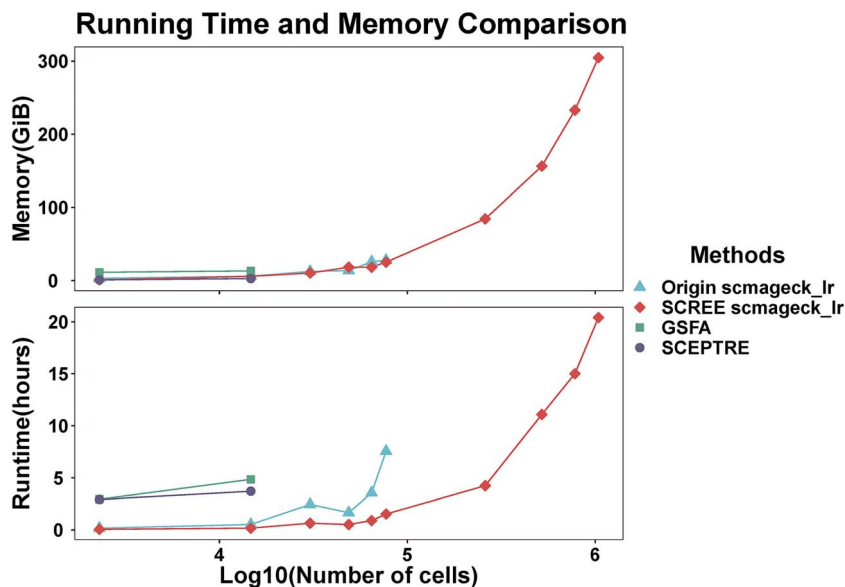 Running Time and Memory Comparison
Memory(GiB)
300
200
100
0
Runtime(hours)
20
15
10
5
0
4
5
6
Log10(Number of cells)
Methods
Origin scmageck_lr
SCREE scmageck_lr
GSFA
SCEPTRE